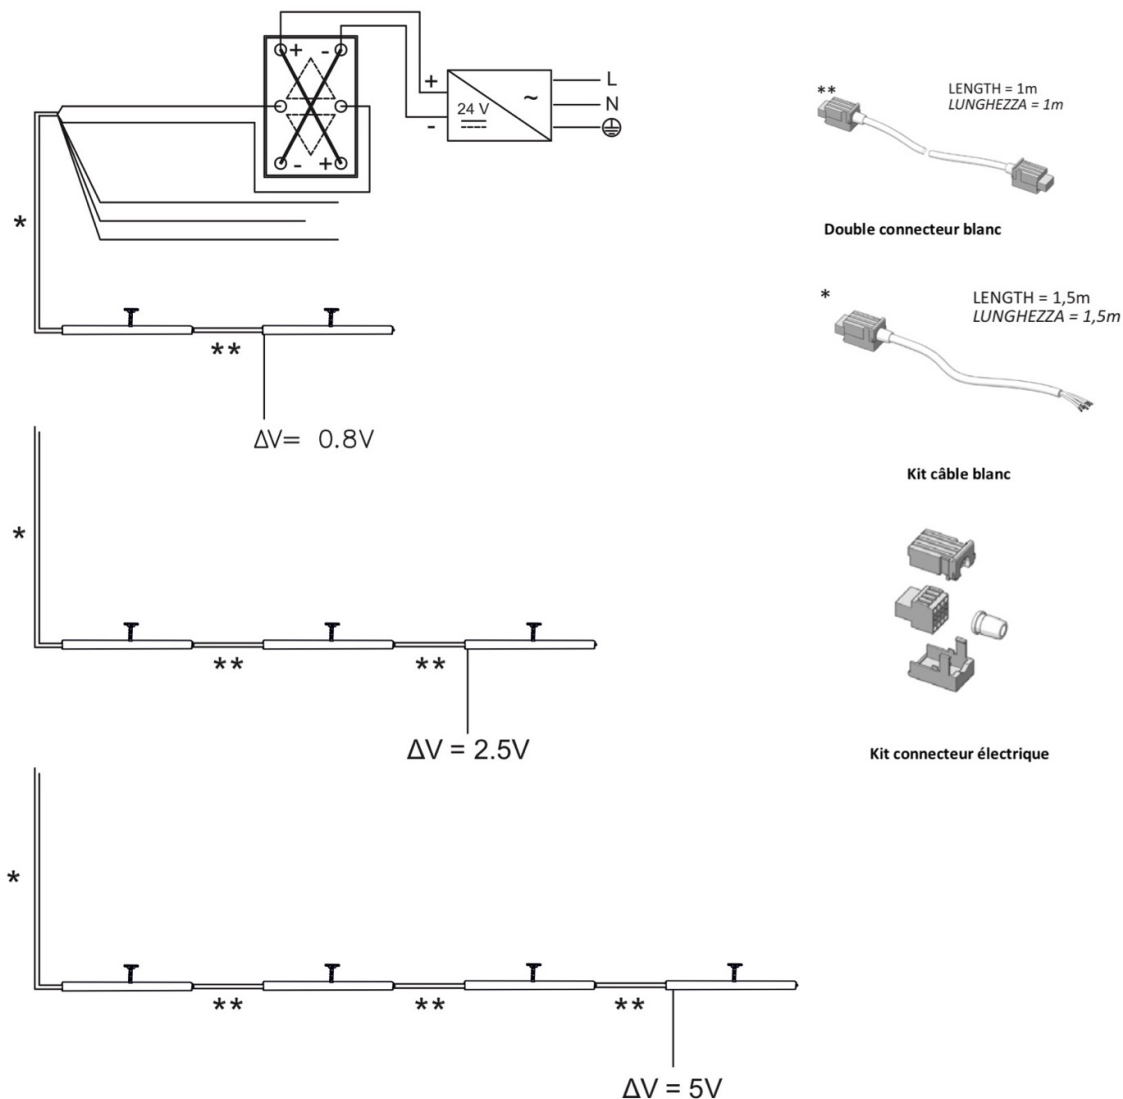 + -
- +
+
-
24 V
~
L
N
**
LENGTH = 1m
LUNGHEZZA = 1m
Double connecteur blanc
*
**
ΔV= 0.8V
*
LENGTH = 1,5m
LUNGHEZZA = 1,5m
Kit câble blanc
*
** **
ΔV = 2.5V
Kit connecteur électrique
*
** ** **
ΔV = 5V